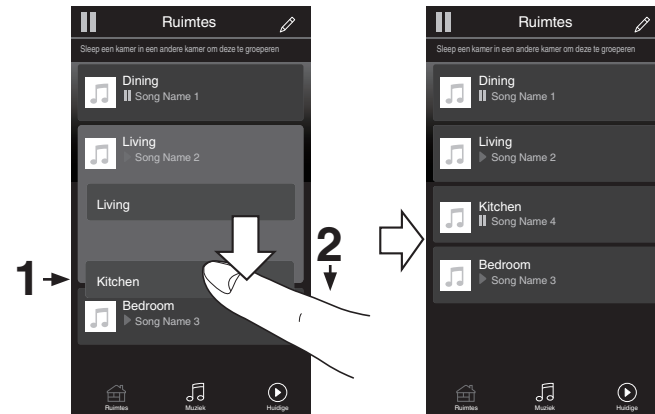 Ruimtes
Sleep een kamer in een andere kamer om deze te groeperen
Dining
Song Name 1
Living
Song Name 2
Living
Kitchen
Bedroom
Song Name 3
Ruimtes
Muziek
Huidige
1
2
Ruimtes
Sleep een kamer in een andere kamer om deze te groeperen
Dining
Song Name 1
Living
Song Name 2
Kitchen
Song Name 4
Bedroom
Song Name 3
Ruimtes
Muziek
Huidige